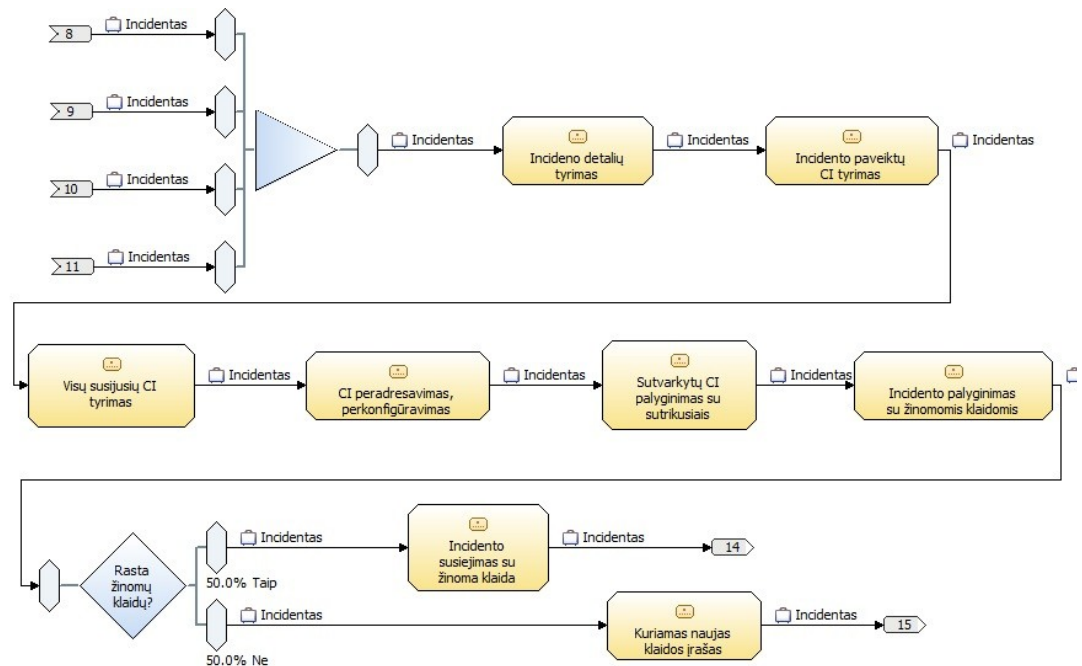 8
Incidentas
9
Incidentas
10
Incidentas
11
Incidentas
Incidentas
Incideno detalių
tyrimas
Incidentas
Incidento paveiktų
CI tyrimas
Incidentas
Visų susijusių CI
tyrimas
Incidentas
CI peradresavimas,
perkonfigūravimas
Incidentas
Sutvarkytų CI
palyginimas su
sutrikusiais
Incidentas
Incidento palyginimas
su žinomomis klaidomis
Rasta
žinomų
klaidų?
Incidentas
50.0% Taip
Incidento
susiejimas su
žinoma klaida
Incidentas
14
Incidentas
50.0% Ne
Kuriamas naujas
klaidos įrašas
Incidentas
15